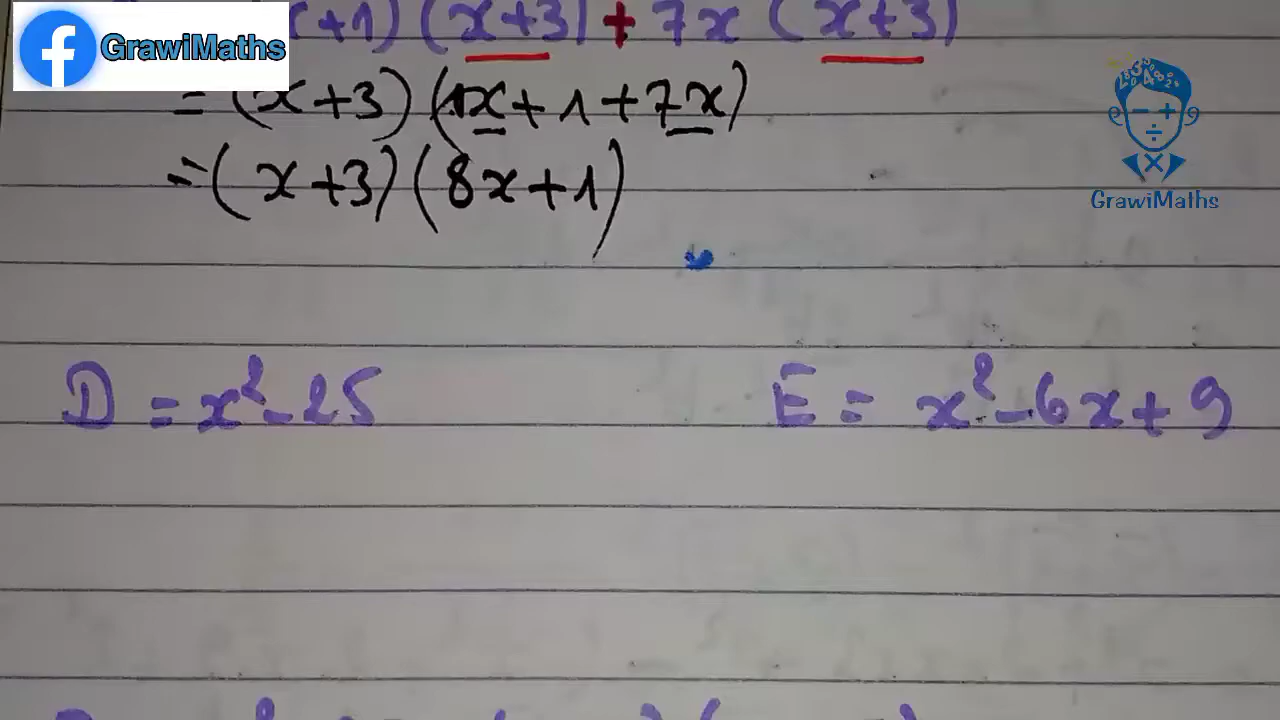 GrawiMaths
x+1) (x+3) + 7x (x+3)
= (x+3) (1x+1+7x)
= (x+3) (8x+1)
GrawiMaths
D = x² - 25
E = x² - 6x + 9